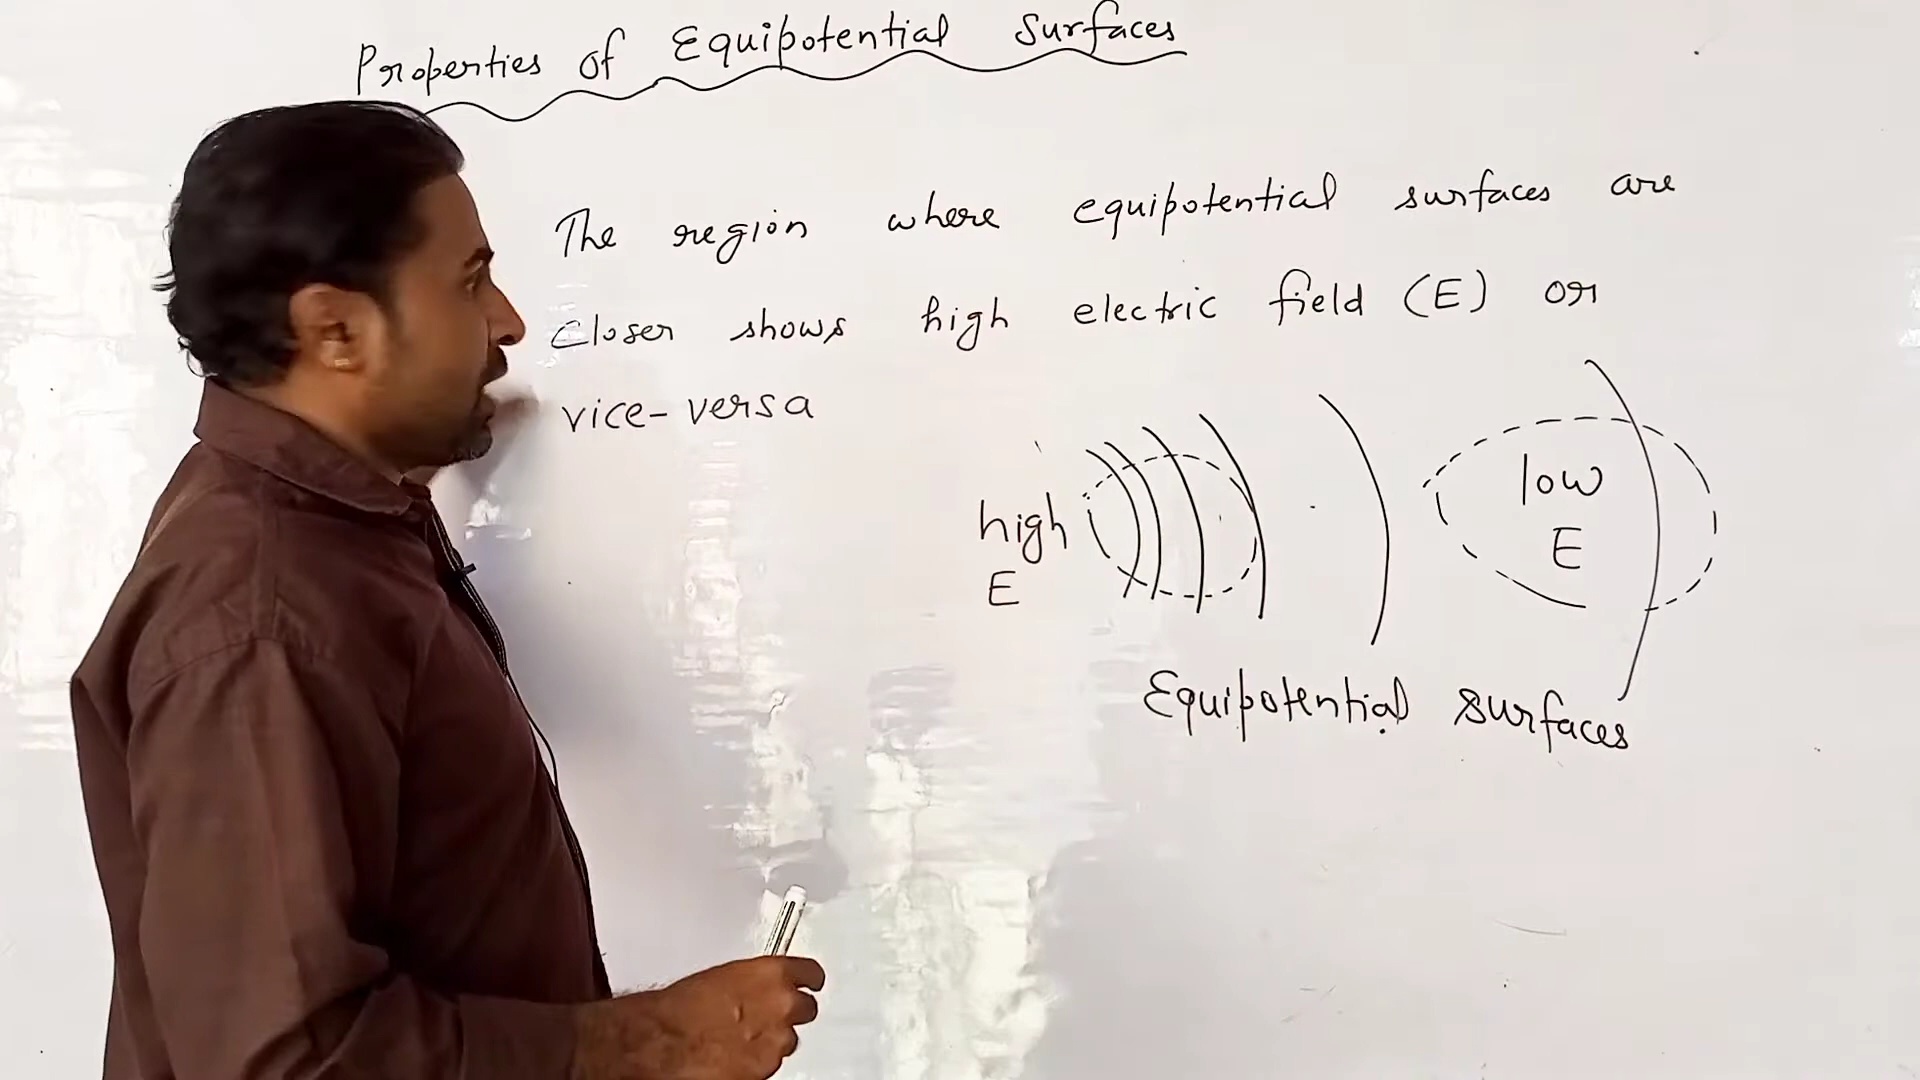 Properties of Equipotential Surfaces
The region where equipotential surfaces are
closer shows high electric field (E) or
vice-versa
high
E
low
E
Equipotential surfaces